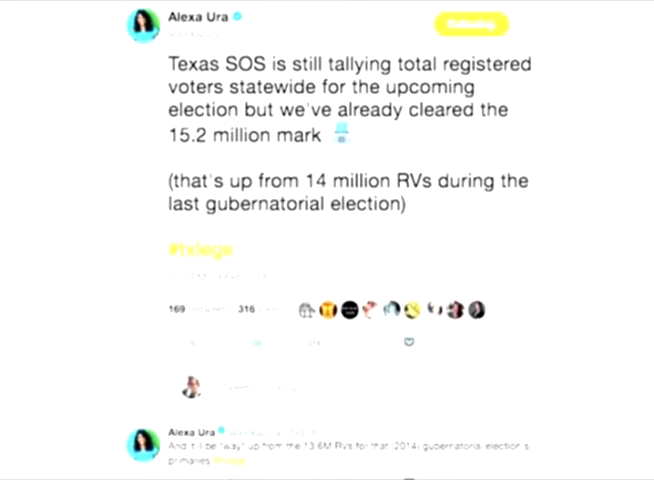 Alexa Ura
Texas SOS is still tallying total registered
voters statewide for the upcoming
election but we've already cleared the
15.2 million mark
(that's up from 14 million RVs during the
last gubernatorial election)
#txlege
169 316
Alexa Ura
And it'll be *way* up from the 13.6M RVs for that (2014) gubernatorial election's
primaries